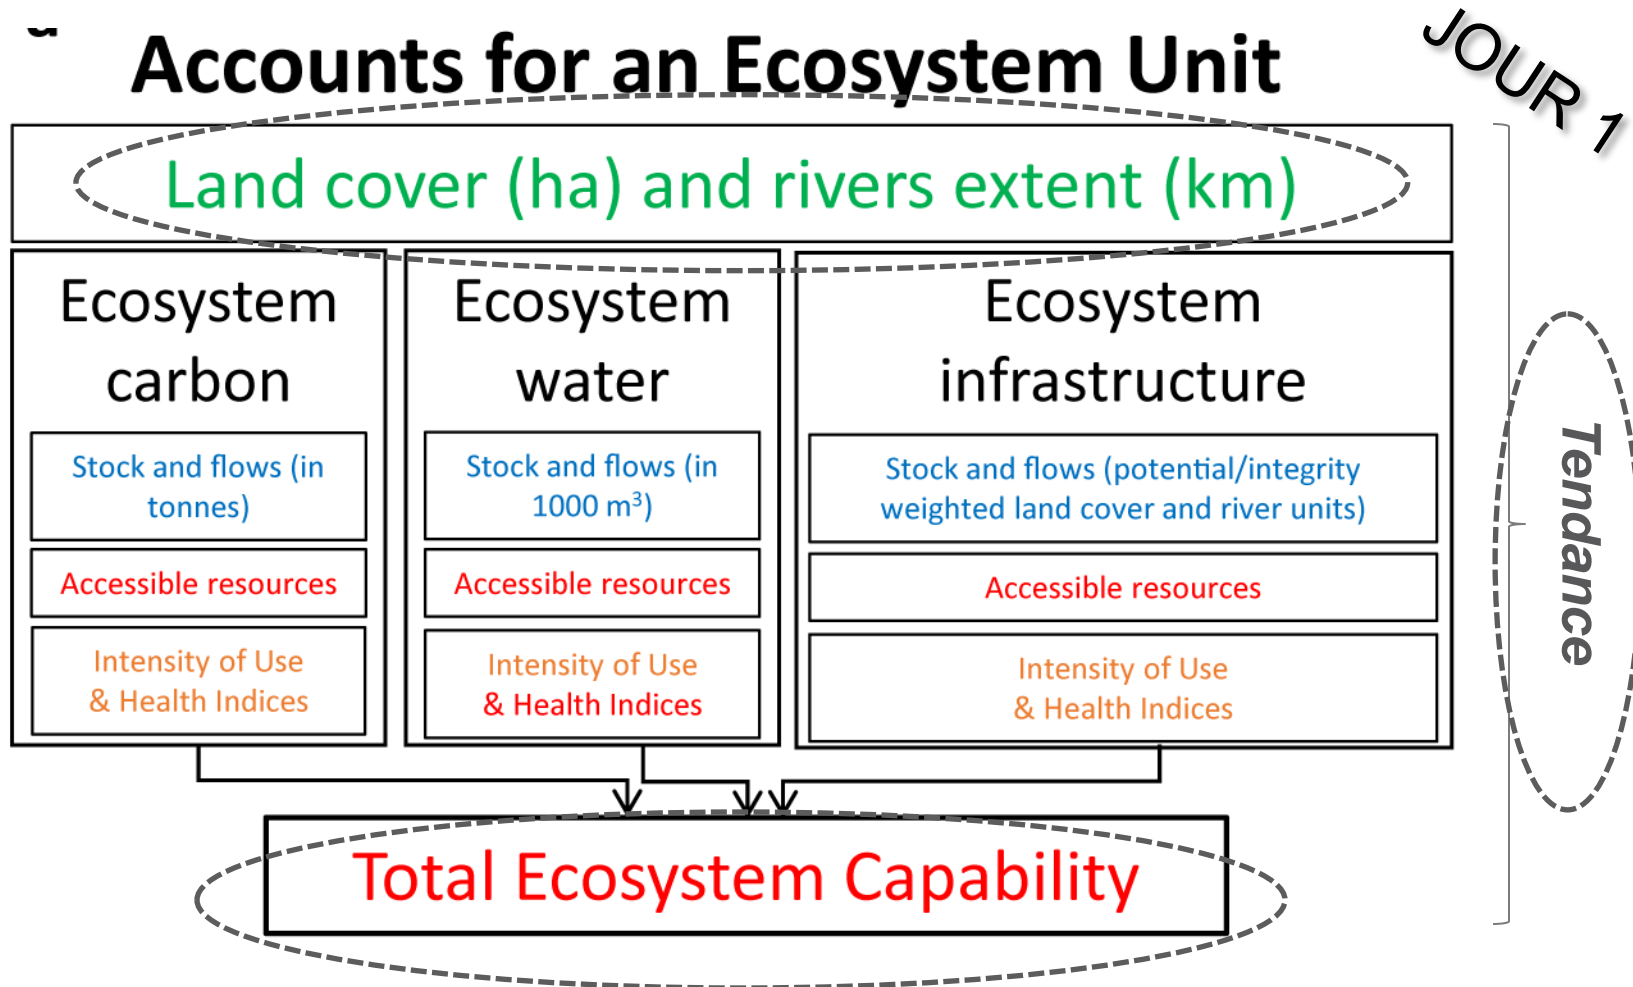 Accounts for an Ecosystem Unit
JOUR 1
Land cover (ha) and rivers extent (km)
Ecosystem
carbon
Stock and flows (in
tonnes)
Accessible resources
Intensity of Use
& Health Indices
Ecosystem
water
Stock and flows (in
1000 m³)
Accessible resources
Intensity of Use
& Health Indices
Ecosystem
infrastructure
Stock and flows (potential/integrity
weighted land cover and river units)
Accessible resources
Intensity of Use
& Health Indices
Tendance
Total Ecosystem Capability